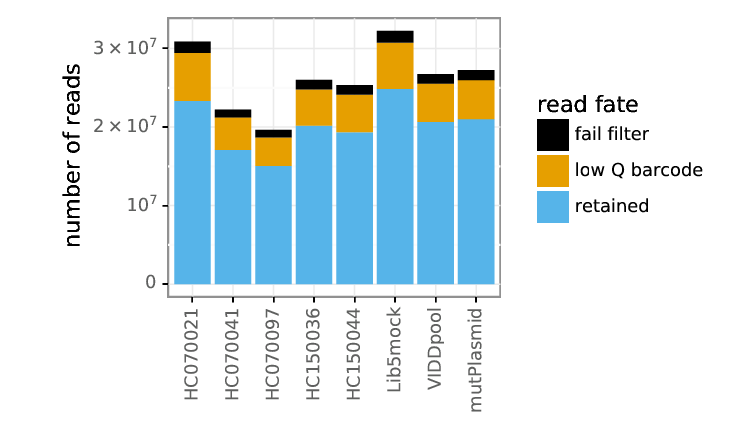 number of reads
3 × 10⁷
2 × 10⁷
10⁷
0
HC070021
HC070041
HC070097
HC150036
HC150044
Lib5mock
VIDDpool
mutPlasmid
read fate
fail filter
low Q barcode
retained